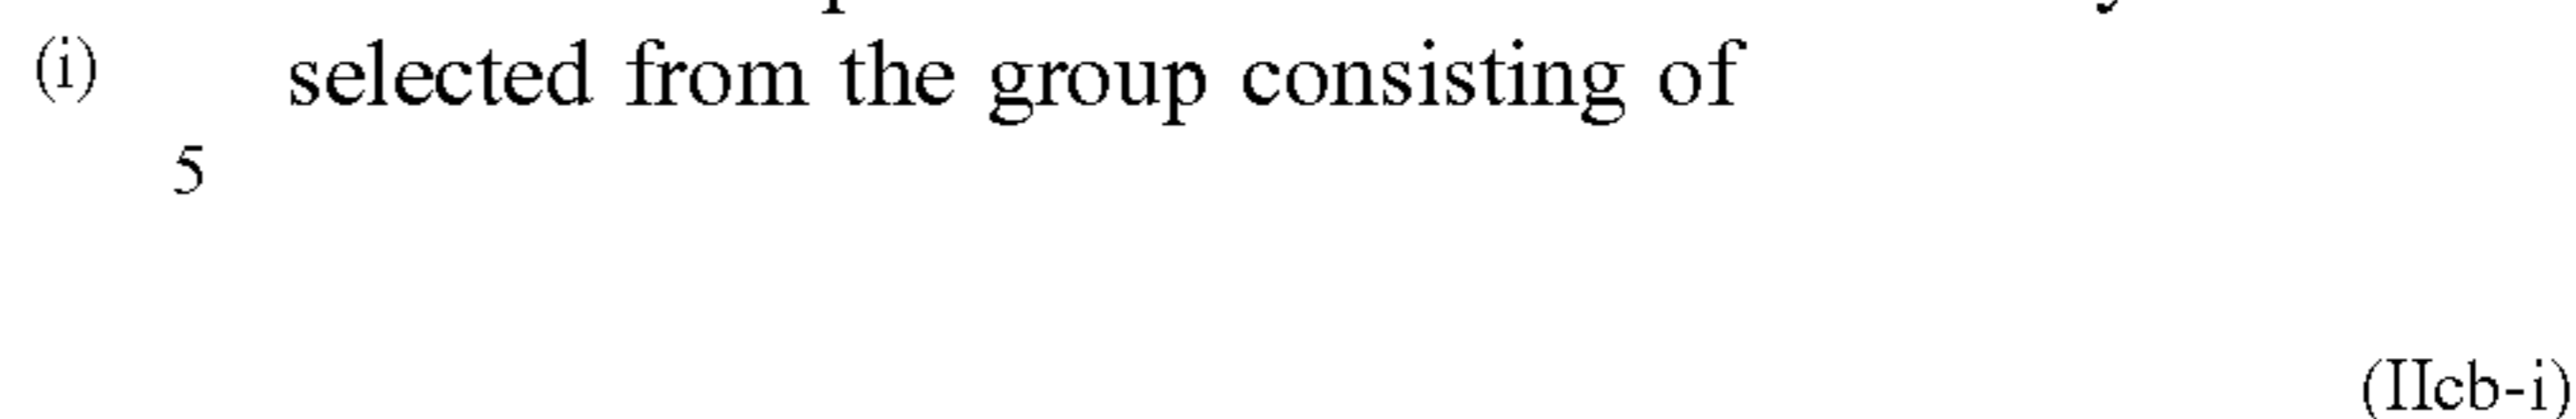 (i) selected from the group consisting of
5
(IIcb-i)